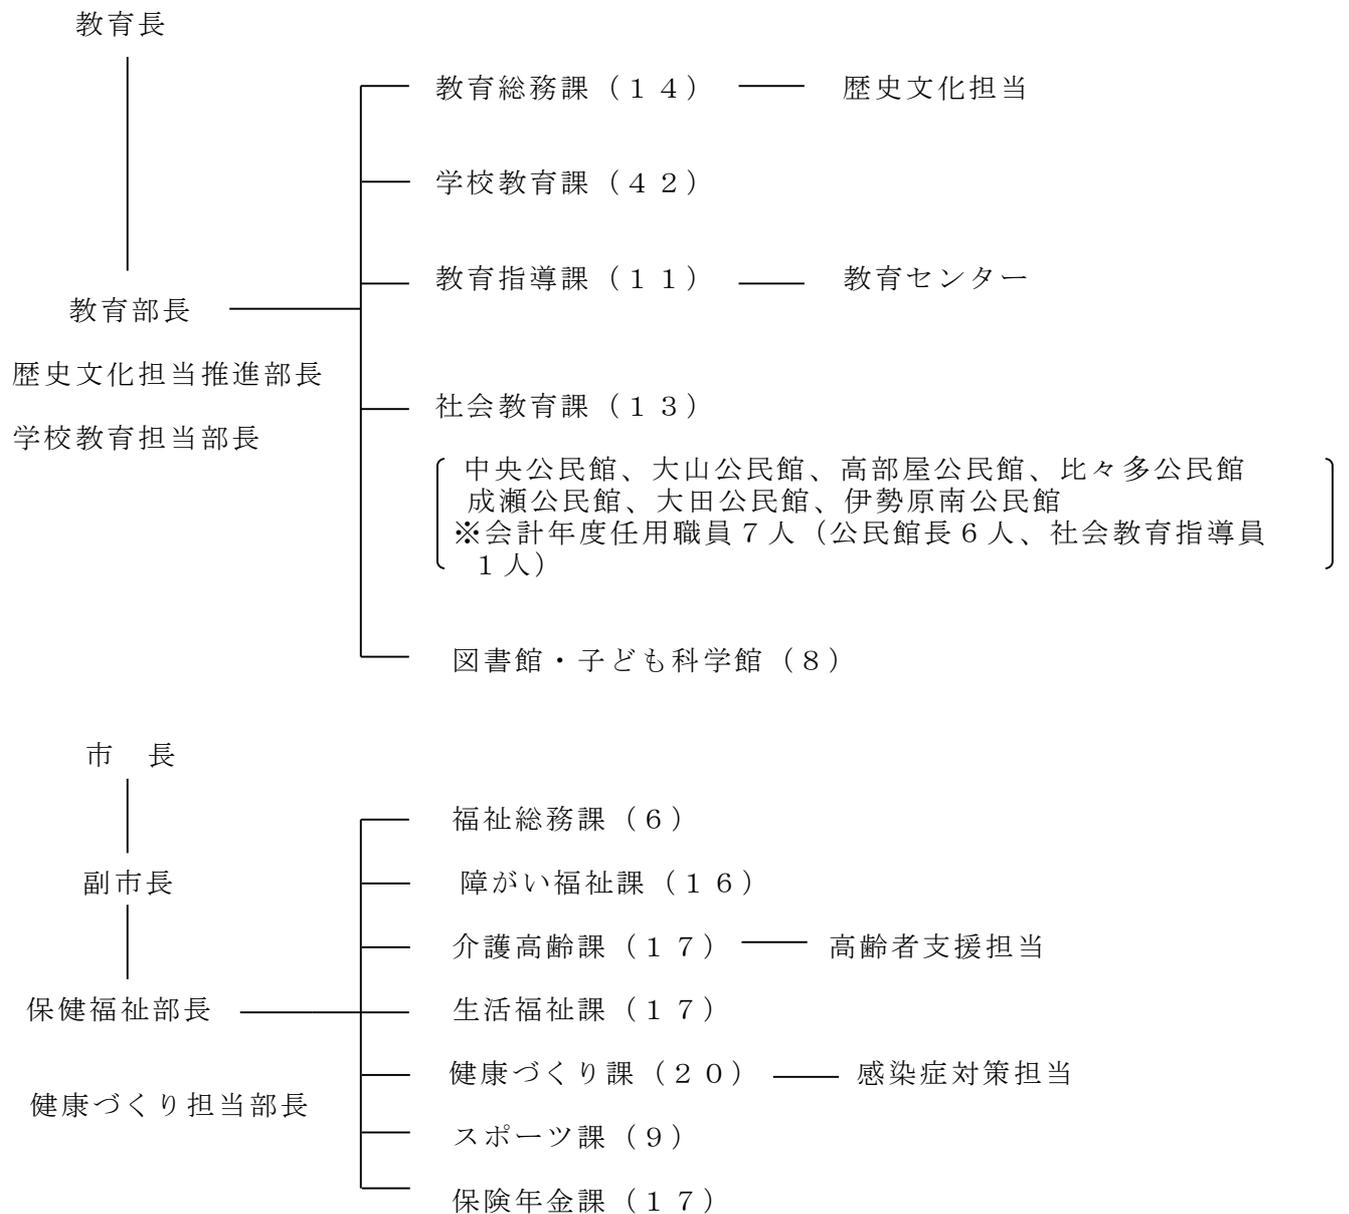 教育長
教育総務課（１４） 歴史文化担当
学校教育課（４２）
教育指導課（１１） 教育センター
教育部長
歴史文化担当推進部長
社会教育課（１３）
学校教育担当部長
中央公民館、大山公民館、高部屋公民館、比々多公民館
成瀬公民館、大田公民館、伊勢原南公民館
※会計年度任用職員７人（公民館長６人、社会教育指導員
１人）
図書館・子ども科学館（８）
市　長
福祉総務課（６）
副市長
障がい福祉課（１６）
介護高齢課（１７） 高齢者支援担当
保健福祉部長
生活福祉課（１７）
健康づくり課（２０） 感染症対策担当
健康づくり担当部長
スポーツ課（９）
保険年金課（１７）